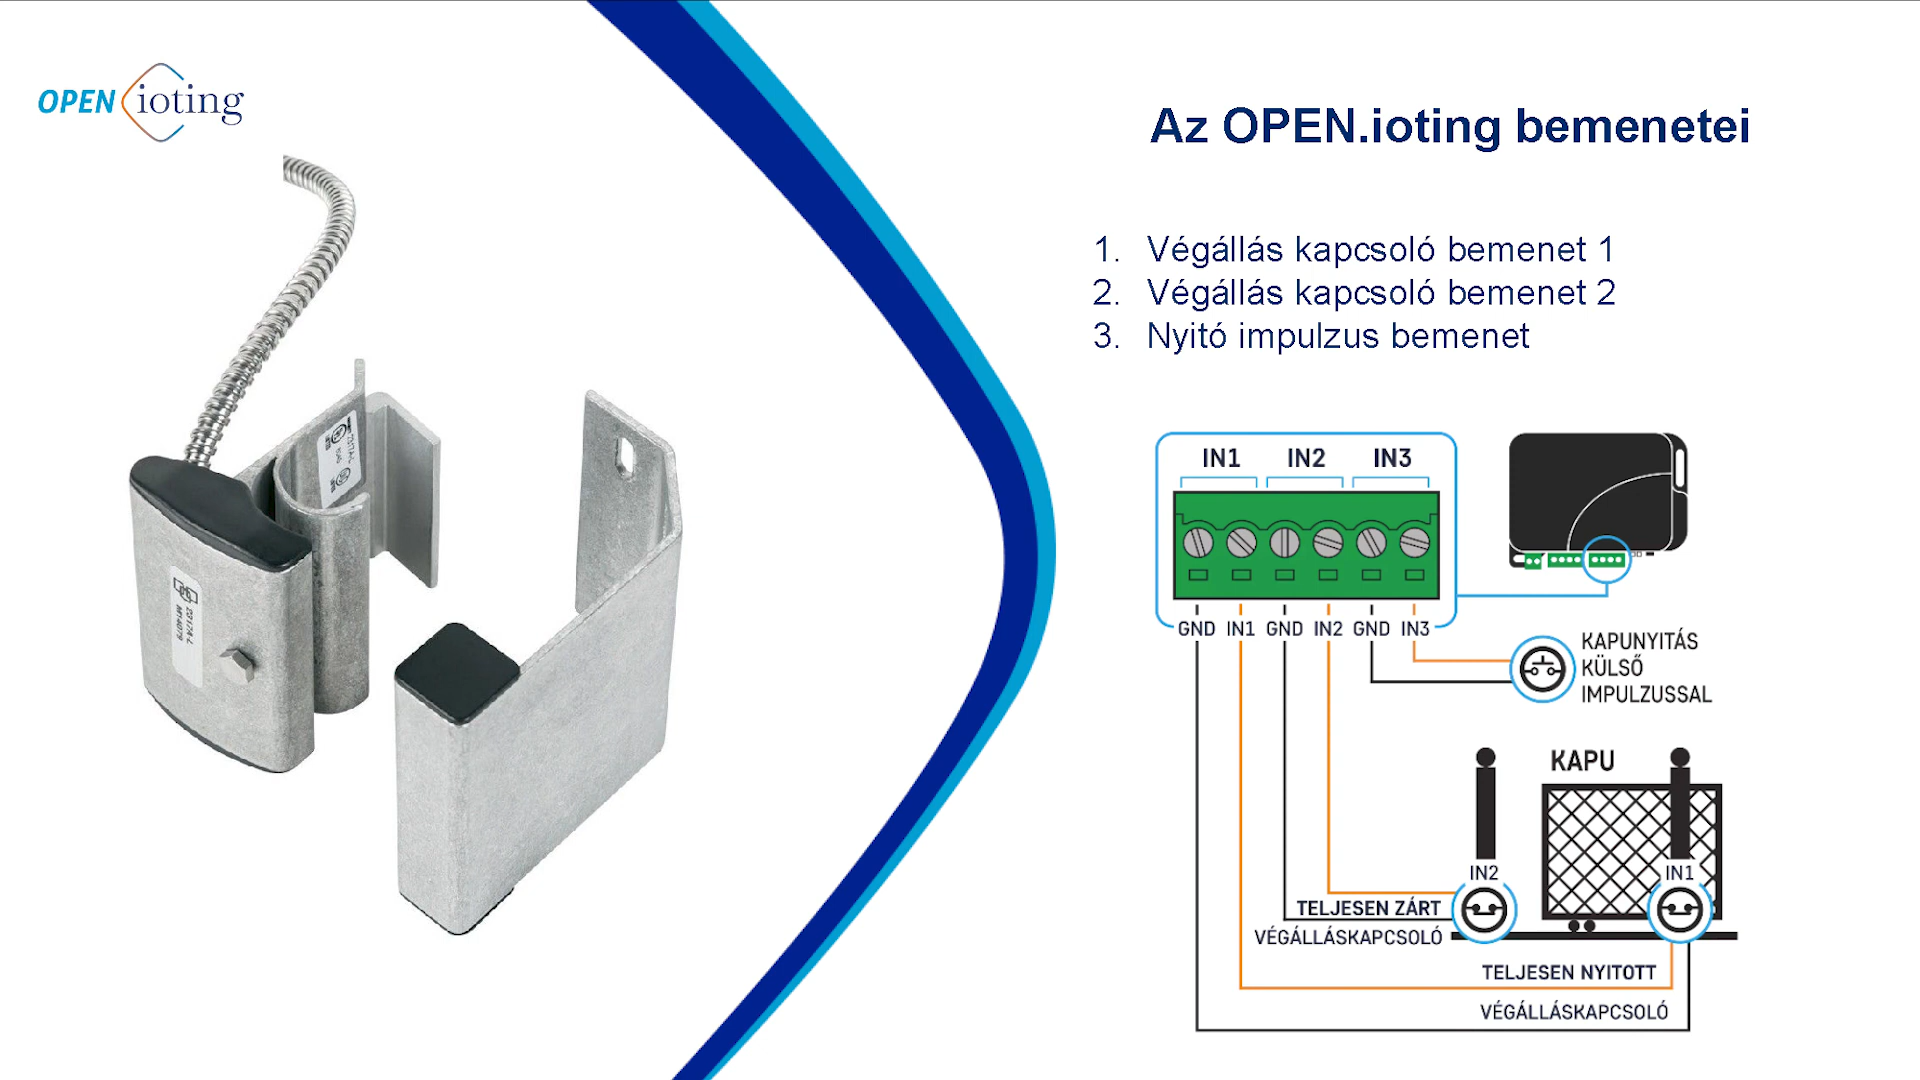 OPEN ioting
Az OPEN.ioting bemenetei
1. Végállás kapcsoló bemenet 1
2. Végállás kapcsoló bemenet 2
3. Nyitó impulzus bemenet
IN1 IN2 IN3
GND IN1 GND IN2 GND IN3
KAPUNYITÁS
KÜLSŐ
IMPULZUSSAL
KAPU
IN2
IN1
TELJESEN ZÁRT
VÉGÁLLÁSKAPCSOLÓ
TELJESEN NYITOTT
VÉGÁLLÁSKAPCSOLÓ
2317A-L